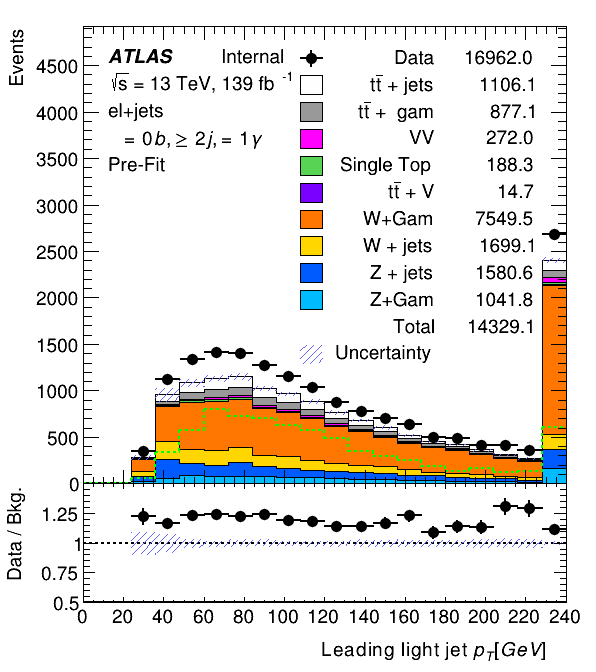 Events
ATLAS Internal
√s = 13 TeV, 139 fb⁻¹
el+jets
= 0b, ≥ 2j, = 1γ
Pre-Fit
Data 16962.0
tt̄ + jets 1106.1
tt̄ + gam 877.1
VV 272.0
Single Top 188.3
tt̄ + V 14.7
W+Gam 7549.5
W + jets 1699.1
Z + jets 1580.6
Z+Gam 1041.8
Total 14329.1
Uncertainty
4500
4000
3500
3000
2500
2000
1500
1000
500
0
Data / Bkg.
1.25
1
0.75
0.5
0 20 40 60 80 100 120 140 160 180 200 220 240
Leading light jet p_T[GeV]